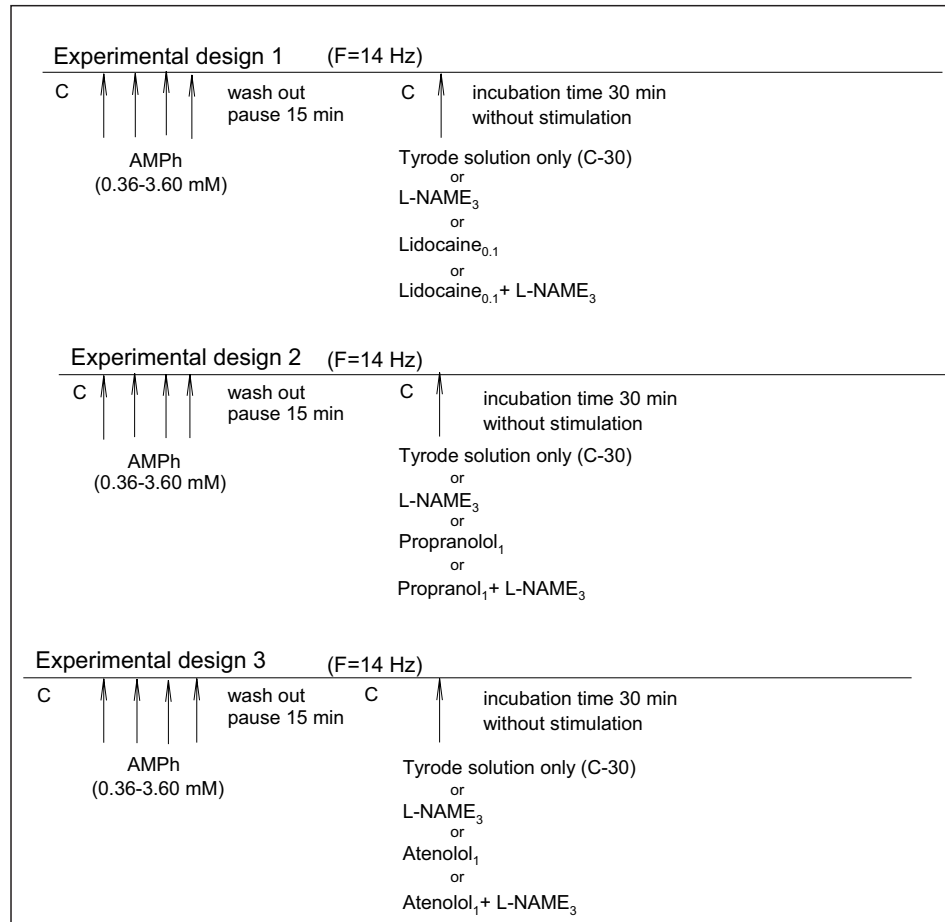 Experimental design 1 (F=14 Hz)
C wash out C incubation time 30 min
pause 15 min without stimulation
AMPh Tyrode solution only (C-30)
(0.36-3.60 mM) or
L-NAME₃
or
Lidocaine₀.₁
or
Lidocaine₀.₁+ L-NAME₃
Experimental design 2 (F=14 Hz)
C wash out C incubation time 30 min
pause 15 min without stimulation
AMPh Tyrode solution only (C-30)
(0.36-3.60 mM) or
L-NAME₃
or
Propranolol₁
or
Propranol₁+ L-NAME₃
Experimental design 3 (F=14 Hz)
C wash out C incubation time 30 min
pause 15 min without stimulation
AMPh Tyrode solution only (C-30)
(0.36-3.60 mM) or
L-NAME₃
or
Atenolol₁
or
Atenolol₁+ L-NAME₃